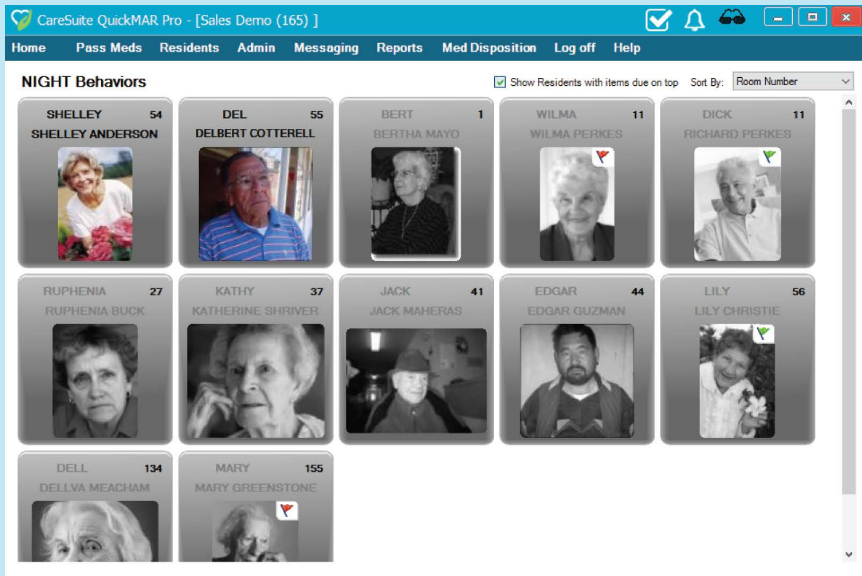 CareSuite QuickMAR Pro - [Sales Demo (165) ]
Home Pass Meds Residents Admin Messaging Reports Med Disposition Log off Help
NIGHT Behaviors
Show Residents with items due on top Sort By: Room Number
SHELLEY 54
SHELLEY ANDERSON
DEL 55
DELBERT COTTERELL
BERT 1
BERTHA MAYO
WILMA 11
WILMA PERKES
DICK 11
RICHARD PERKES
RUPHENIA 27
RUPHENIA BUCK
KATHY 37
KATHERINE SHRIVER
JACK 41
JACK MAHERAS
EDGAR 44
EDGAR GUZMAN
LILY 56
LILY CHRISTIE
DELL 134
DELLVA MEACHAM
MARY 155
MARY GREENSTONE